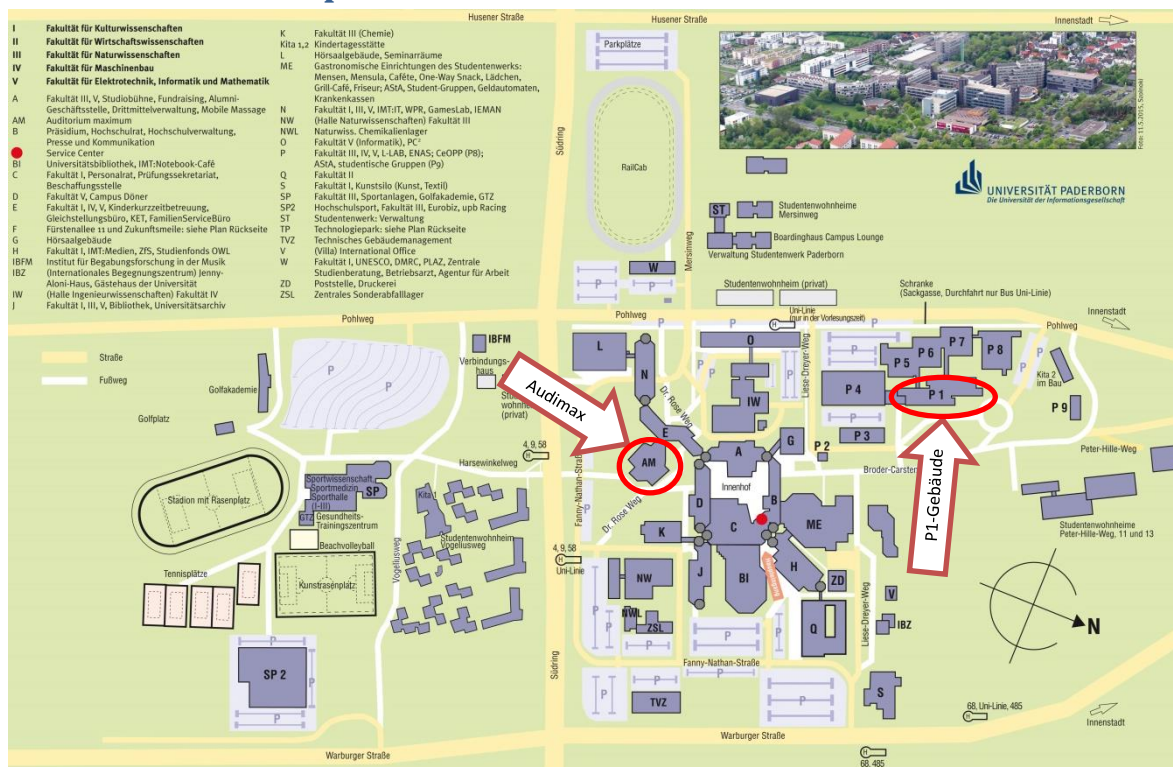 Husener Straße
Husener Straße
Innenstadt
I Fakultät für Kulturwissenschaften
II Fakultät für Wirtschaftswissenschaften
III Fakultät für Naturwissenschaften
IV Fakultät für Maschinenbau
V Fakultät für Elektrotechnik, Informatik und Mathematik
A Fakultät III, V, Studiobühne, Fundraising, Alumni-
Geschäftsstelle, Drittmittelverwaltung, Mobile Massage
AM Auditorium maximum
B Präsidium, Hochschulrat, Hochschulverwaltung,
Presse und Kommunikation
Service Center
BI Universitätsbibliothek, IMT:Notebook-Café
C Fakultät I, Personalrat, Prüfungssekretariat,
Beschaffungsstelle
D Fakultät V, Campus Döner
E Fakultät I, IV, V, Kinderkurzzeitbetreuung,
Gleichstellungsbüro, KET, FamilienServiceBüro
F Fürstenallee 11 und Zukunftsmeile: siehe Plan Rückseite
G Hörsaalgebäude
H Fakultät I, IMT:Medien, ZfS, Studienfonds OWL
IBFM Institut für Begabungsforschung in der Musik
IBZ (Internationales Begegnungszentrum) Jenny-
Aloni-Haus, Gästehaus der Universität
IW (Halle Ingenieurwissenschaften) Fakultät IV
J Fakultät I, III, V, Bibliothek, Universitätsarchiv
K Fakultät III (Chemie)
Kita 1,2 Kindertagesstätte
L Hörsaalgebäude, Seminarräume
ME Gastronomische Einrichtungen des Studentenwerks:
Mensen, Mensula, Caféte, One-Way Snack, Lädchen,
Grill-Café, Friseur; AStA, Student-Gruppen, Geldautomaten,
Krankenkassen
N Fakultät I, III, V, IMT:IT, WPR, GamesLab, IEMAN
NW (Halle Naturwissenschaften) Fakultät III
NWL Naturwiss. Chemikalienlager
O Fakultät V (Informatik), PC²
P Fakultät III, IV, V, L-LAB, ENAS; CeOPP (P8);
AStA, studentische Gruppen (P9)
Q Fakultät II
S Fakultät I, Kunstsilo (Kunst, Textil)
SP Fakultät III, Sportanlagen, Golfakademie, GTZ
SP2 Hochschulsport, Fakultät III, Eurobiz, upb Racing
ST Studentenwerk: Verwaltung
TP Technologiepark: siehe Plan Rückseite
TVZ Technisches Gebäudemanagement
V (Villa) International Office
W Fakultät I, UNESCO, DMRC, PLAZ, Zentrale
Studienberatung, Betriebsarzt, Agentur für Arbeit
ZD Poststelle, Druckerei
ZSL Zentrales Sonderabfalllager
Parkplätze
Südring
RailCab
Mersinweg
UNIVERSITÄT PADERBORN
Die Universität der Informationsgesellschaft
ST
Studentenwohnheime
Mersinweg
Boardinghaus Campus Lounge
Verwaltung Studentenwerk Paderborn
W
Studentenwohnheim (privat)
Schranke
(Sackgasse, Durchfahrt nur Bus Uni-Linie)
Uni-Linie
(nur in der Vorlesungszeit)
Pohlweg
Pohlweg
Pohlweg
Innenstadt
Straße
Fußweg
Golfakademie
Golfplatz
P
P
IBFM
Verbindungs-
haus
(privat)
L
N
O
IW
Dr. Rose Weg
Liese-Dreyer-Weg
P 4
P 5
P 6
P 7
P 8
P 1
P 3
P 2
P 9
Kita 2
im Bau
Audimax
P1-Gebäude
E
AM
A
G
Innenhof
4, 9, 58
Harsewinkelweg
Fanny-Nathan-Straße
Dr. Rose Weg
Broder-Carsten
Peter-Hille-Weg
Studentenwohnheime
Peter-Hille-Weg, 11 und 13
Stadion mit Rasenplatz
Sportwissenschaft
Sportmedizin
Sporthalle
(I-III)
SP
GTZ
Gesundheits-
Trainingszentrum
Beachvolleyball
Tennisplätze
Kunstrasenplatz
Kita 1
Studentenwohnheim
Vogeliusweg
Vogeliusweg
D
B
C
ME
K
J
BI
H
ZD
V
IBZ
Q
S
4, 9, 58
Uni-Linie
NW
NWL
ZSL
Liese-Dreyer-Weg
Fanny-Nathan-Straße
TVZ
SP 2
Südring
N
68, Uni-Linie, 485
Innenstadt
68, 485
Warburger Straße
Warburger Straße